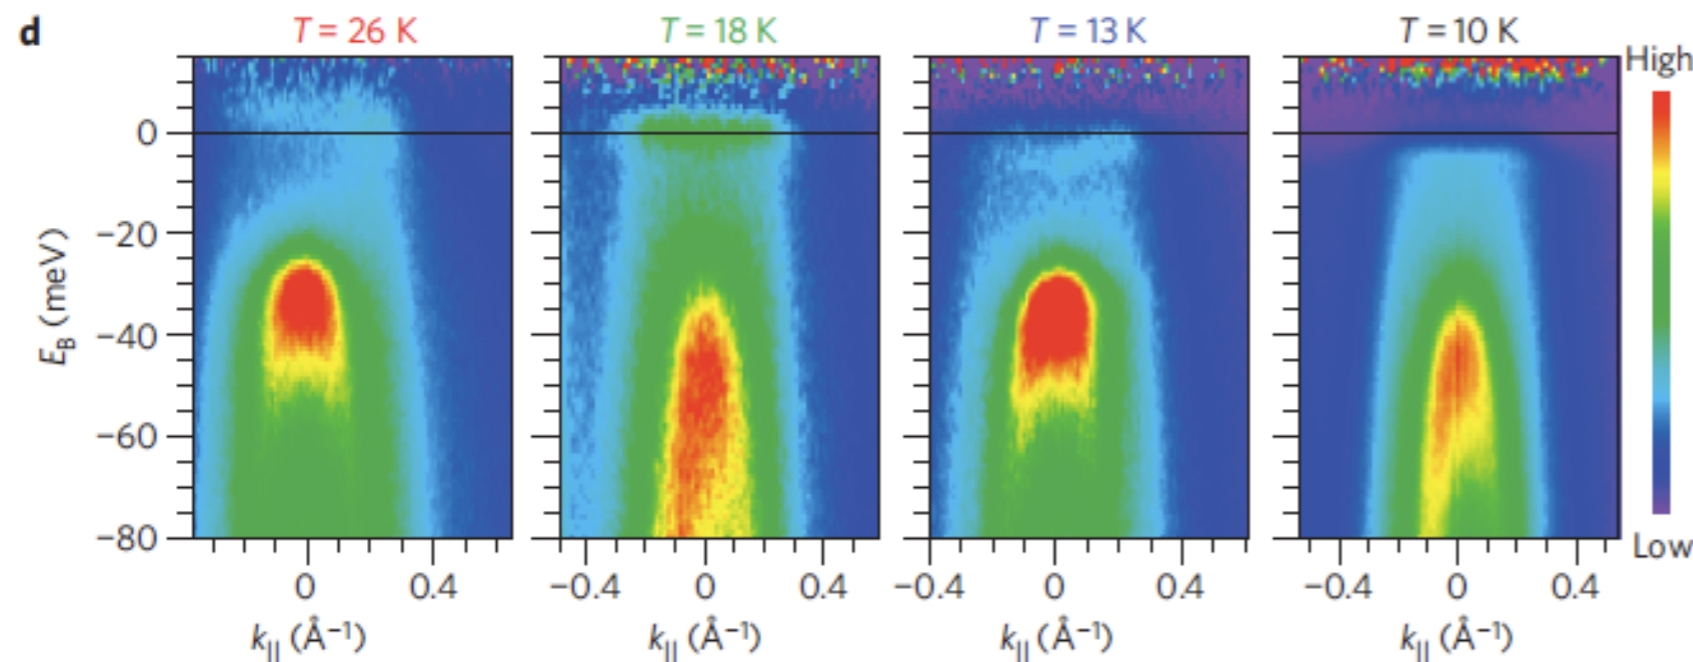 d
T = 26 K
T = 18 K
T = 13 K
T = 10 K
High
Low
0
−20
−40
−60
−80
E_B (meV)
0 0.4
−0.4 0 0.4
−0.4 0 0.4
−0.4 0 0.4
k_|| (Å⁻¹)
k_|| (Å⁻¹)
k_|| (Å⁻¹)
k_|| (Å⁻¹)